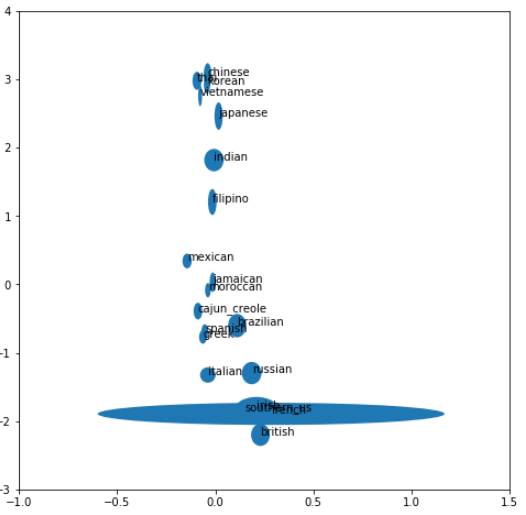 4
chinese
thai
korean
3
vietnamese
japanese
2
indian
filipino
1
mexican
jamaican
0
moroccan
cajun_creole
brazilian
spanish
greek
-1
italian
russian
irish
southern_us
french
-2
british
-3
-1.0 -0.5 0.0 0.5 1.0 1.5